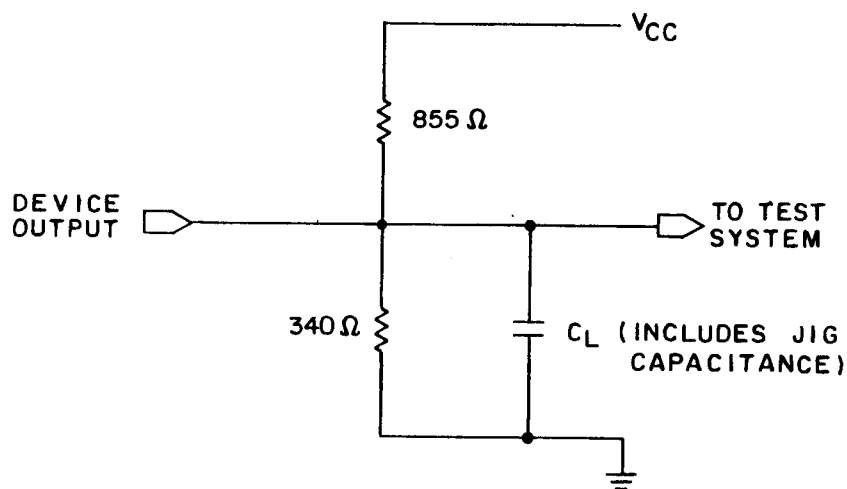 VCC
855 Ω
DEVICE
OUTPUT
TO TEST
SYSTEM
340 Ω
CL (INCLUDES JIG
CAPACITANCE)